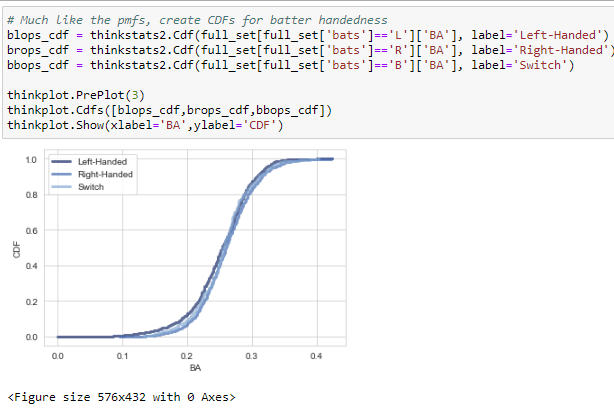 # Much like the pmfs, create CDFs for batter handedness
blops_cdf = thinkstats2.Cdf(full_set[full_set['bats']=='L']['BA'], label='Left-Handed')
brops_cdf = thinkstats2.Cdf(full_set[full_set['bats']=='R']['BA'], label='Right-Handed')
bbops_cdf = thinkstats2.Cdf(full_set[full_set['bats']=='B']['BA'], label='Switch')
thinkplot.PrePlot(3)
thinkplot.Cdfs([blops_cdf,brops_cdf,bbops_cdf])
thinkplot.Show(xlabel='BA',ylabel='CDF')
Left-Handed
Right-Handed
Switch
1.0
0.8
0.6
0.4
0.2
0.0
CDF
0.0 0.1 0.2 0.3 0.4
BA
<Figure size 576x432 with 0 Axes>